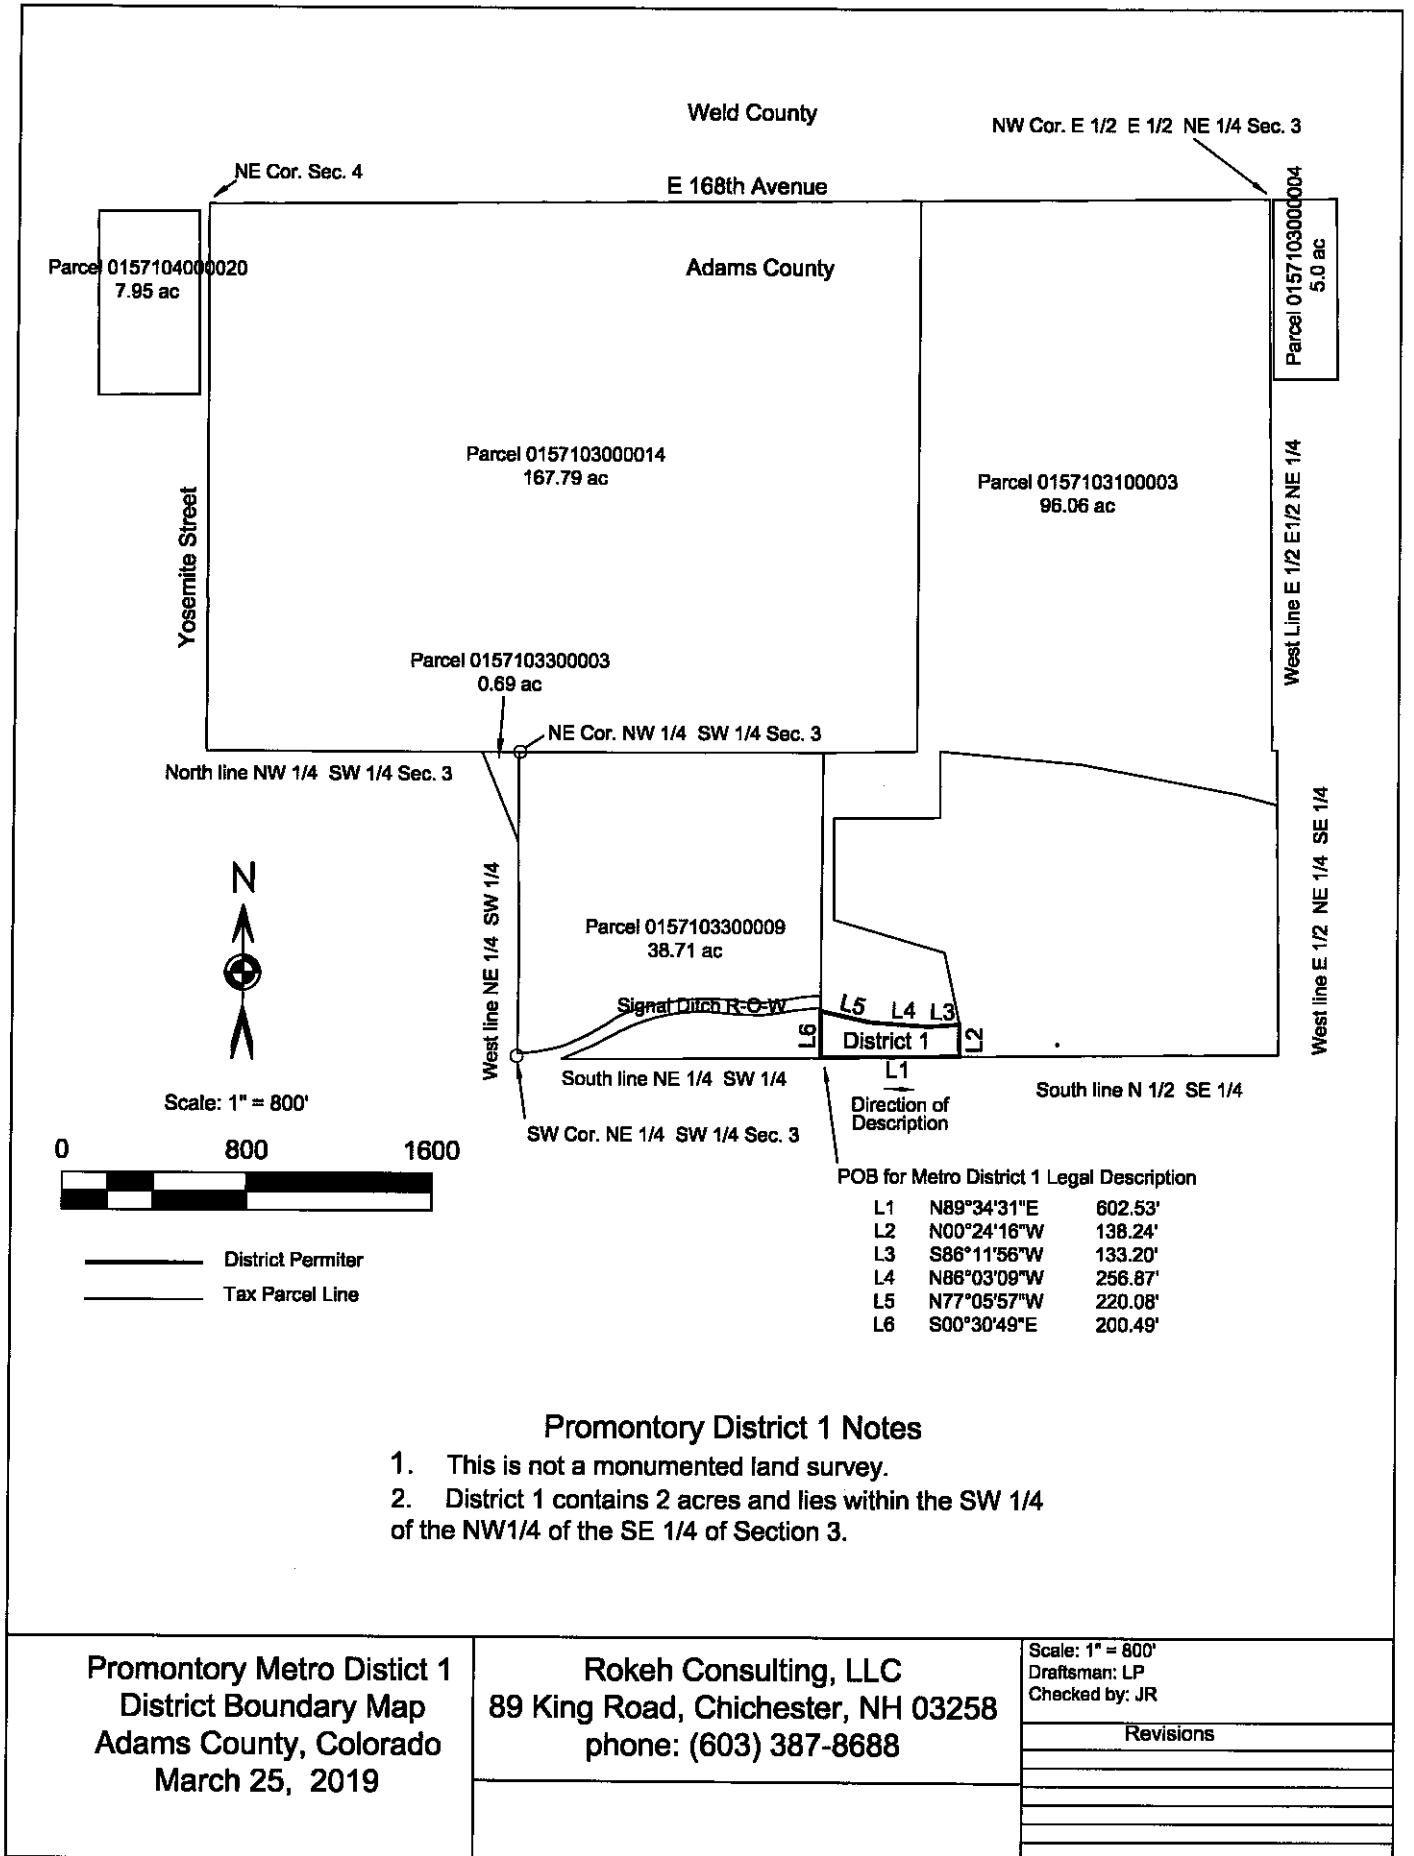 Weld County
NW Cor. E 1/2 E 1/2 NE 1/4 Sec. 3
NE Cor. Sec. 4
E 168th Avenue
Parcel 0157103000004
5.0 ac
Parcel 0157104000020
7.95 ac
Adams County
Parcel 0157103000014
167.79 ac
Parcel 0157103100003
96.06 ac
Yosemite Street
West Line E 1/2 E1/2 NE 1/4
Parcel 0157103300003
0.69 ac
NE Cor. NW 1/4 SW 1/4 Sec. 3
North line NW 1/4 SW 1/4 Sec. 3
N
West line NE 1/4 SW 1/4
Parcel 0157103300009
38.71 ac
West line E 1/2 NE 1/4 SE 1/4
Signal Ditch R-O-W
L5
L4
L3
L6
District 1
L2
L1
South line NE 1/4 SW 1/4
South line N 1/2 SE 1/4
Direction of
Description
Scale: 1" = 800'
SW Cor. NE 1/4 SW 1/4 Sec. 3
0 800 1600
POB for Metro District 1 Legal Description
L1 N89°34'31"E 602.53'
L2 N00°24'16"W 138.24'
L3 S86°11'56"W 133.20'
L4 N86°03'09"W 256.87'
L5 N77°05'57"W 220.08'
L6 S00°30'49"E 200.49'
District Permiter
Tax Parcel Line
Promontory District 1 Notes
1. This is not a monumented land survey.
2. District 1 contains 2 acres and lies within the SW 1/4
of the NW1/4 of the SE 1/4 of Section 3.
Promontory Metro Distict 1
District Boundary Map
Adams County, Colorado
March 25, 2019
Rokeh Consulting, LLC
89 King Road, Chichester, NH 03258
phone: (603) 387-8688
Scale: 1" = 800'
Draftsman: LP
Checked by: JR
Revisions